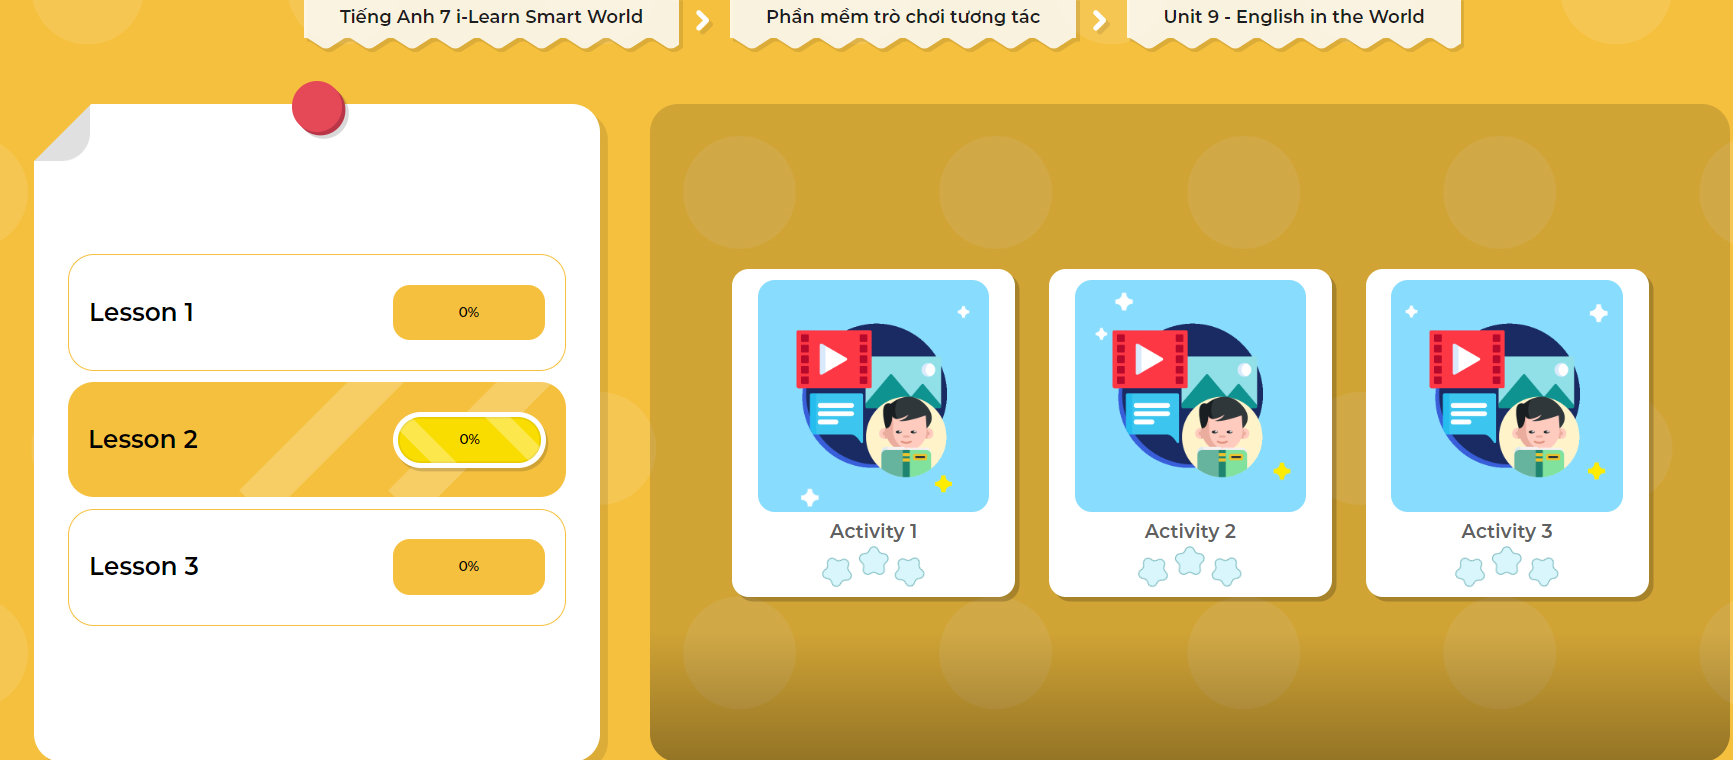 Tiếng Anh 7 i-Learn Smart World
Phần mềm trò chơi tương tác
Unit 9 - English in the World
Lesson 1
0%
Lesson 2
0%
Lesson 3
0%
Activity 1
Activity 2
Activity 3